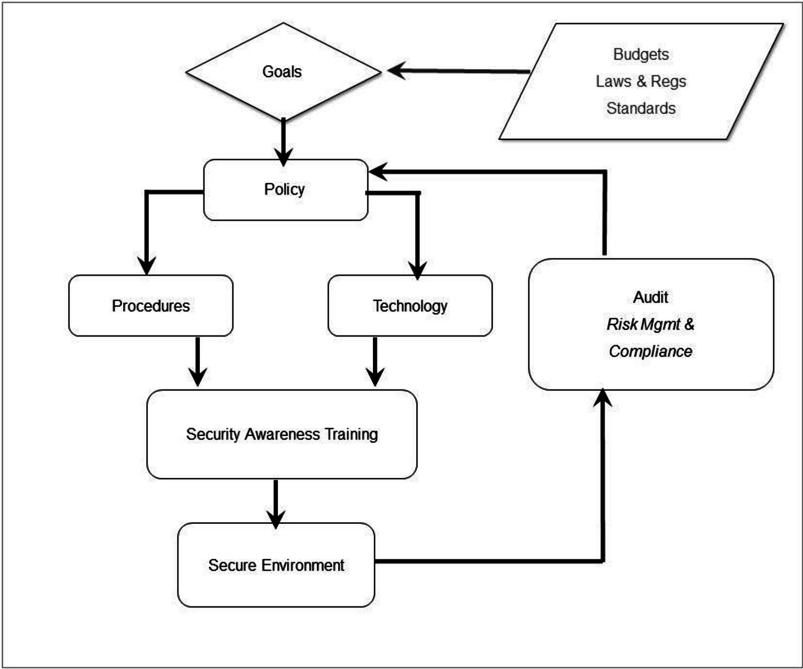 Goals
Budgets
Laws & Regs
Standards
Policy
Procedures
Technology
Audit
Risk Mgmt &
Compliance
Security Awareness Training
Secure Environment